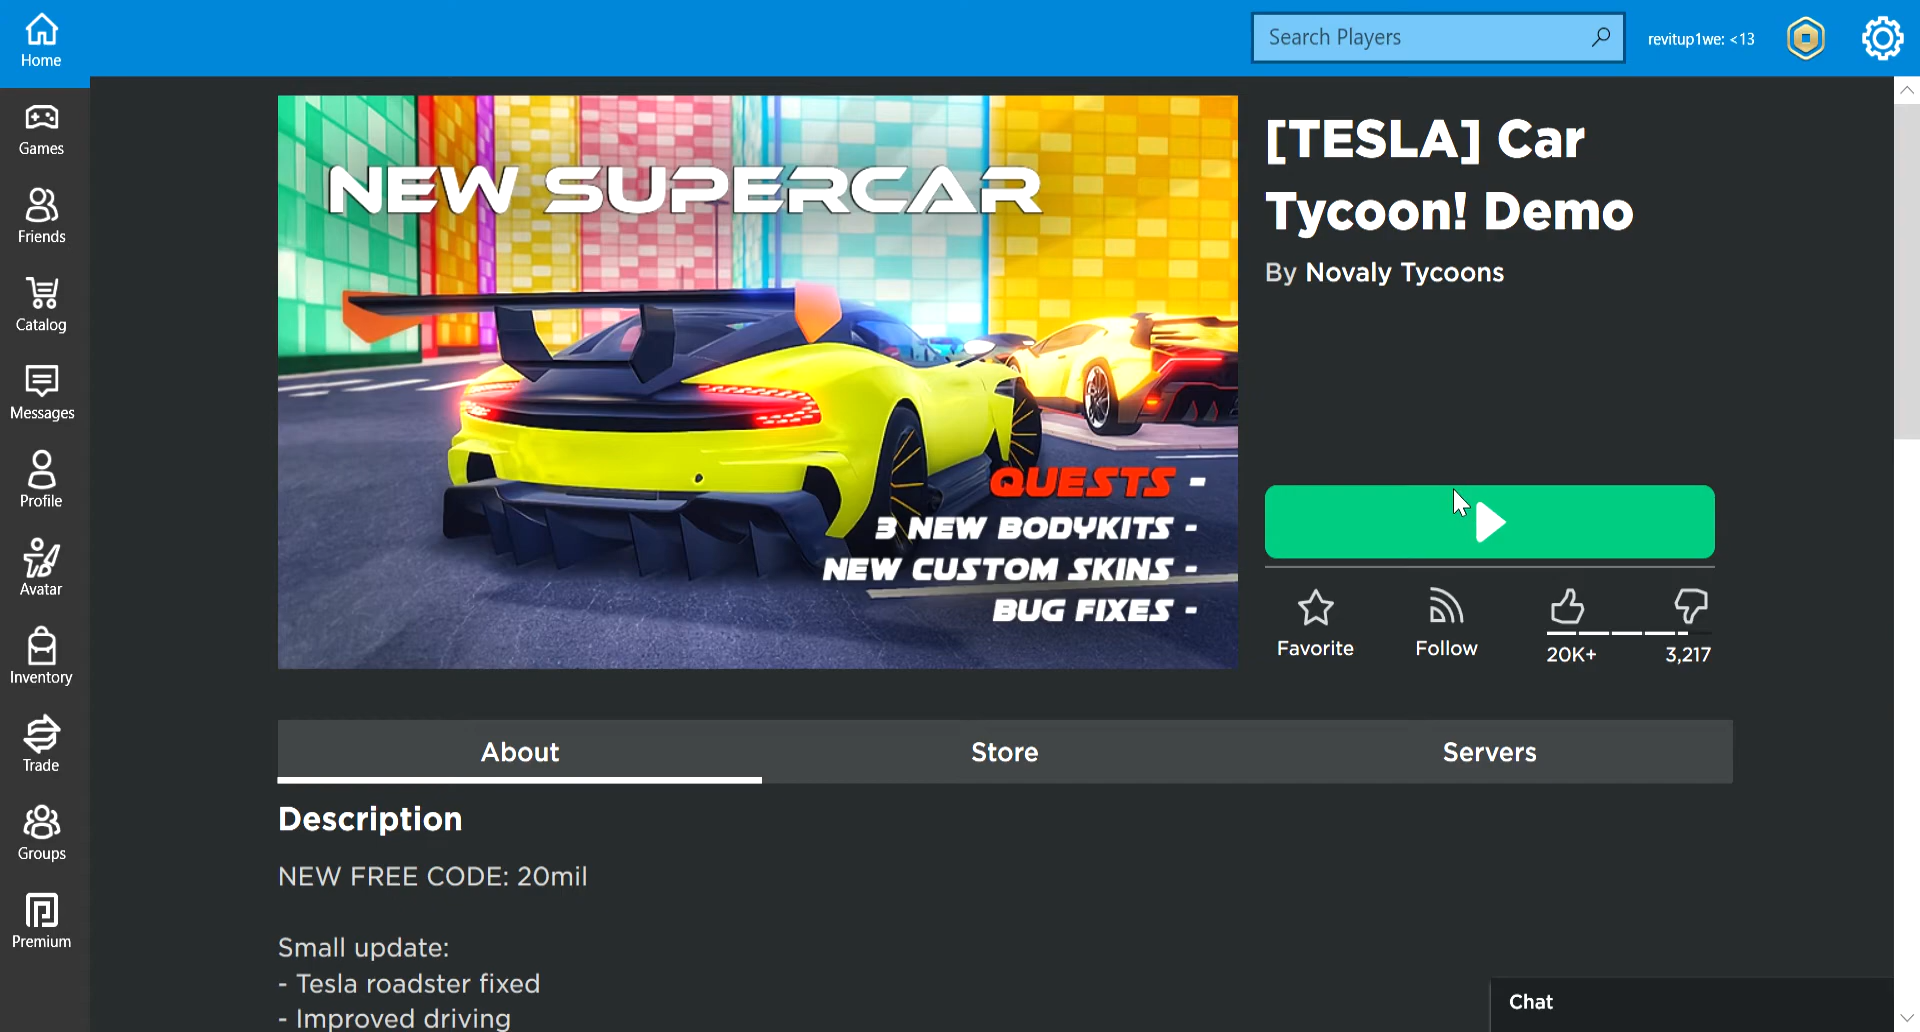 Home
Search Players
revitup1we: <13
Games
Friends
Catalog
Messages
Profile
Avatar
Inventory
Trade
Groups
Premium
NEW SUPERCAR
QUESTS -
3 NEW BODYKITS -
NEW CUSTOM SKINS -
BUG FIXES -
[TESLA] Car
Tycoon! Demo
By Novaly Tycoons
Favorite
Follow
20K+
3,217
About
Store
Servers
Description
NEW FREE CODE: 20mil
Small update:
- Tesla roadster fixed
- Improved driving
Chat